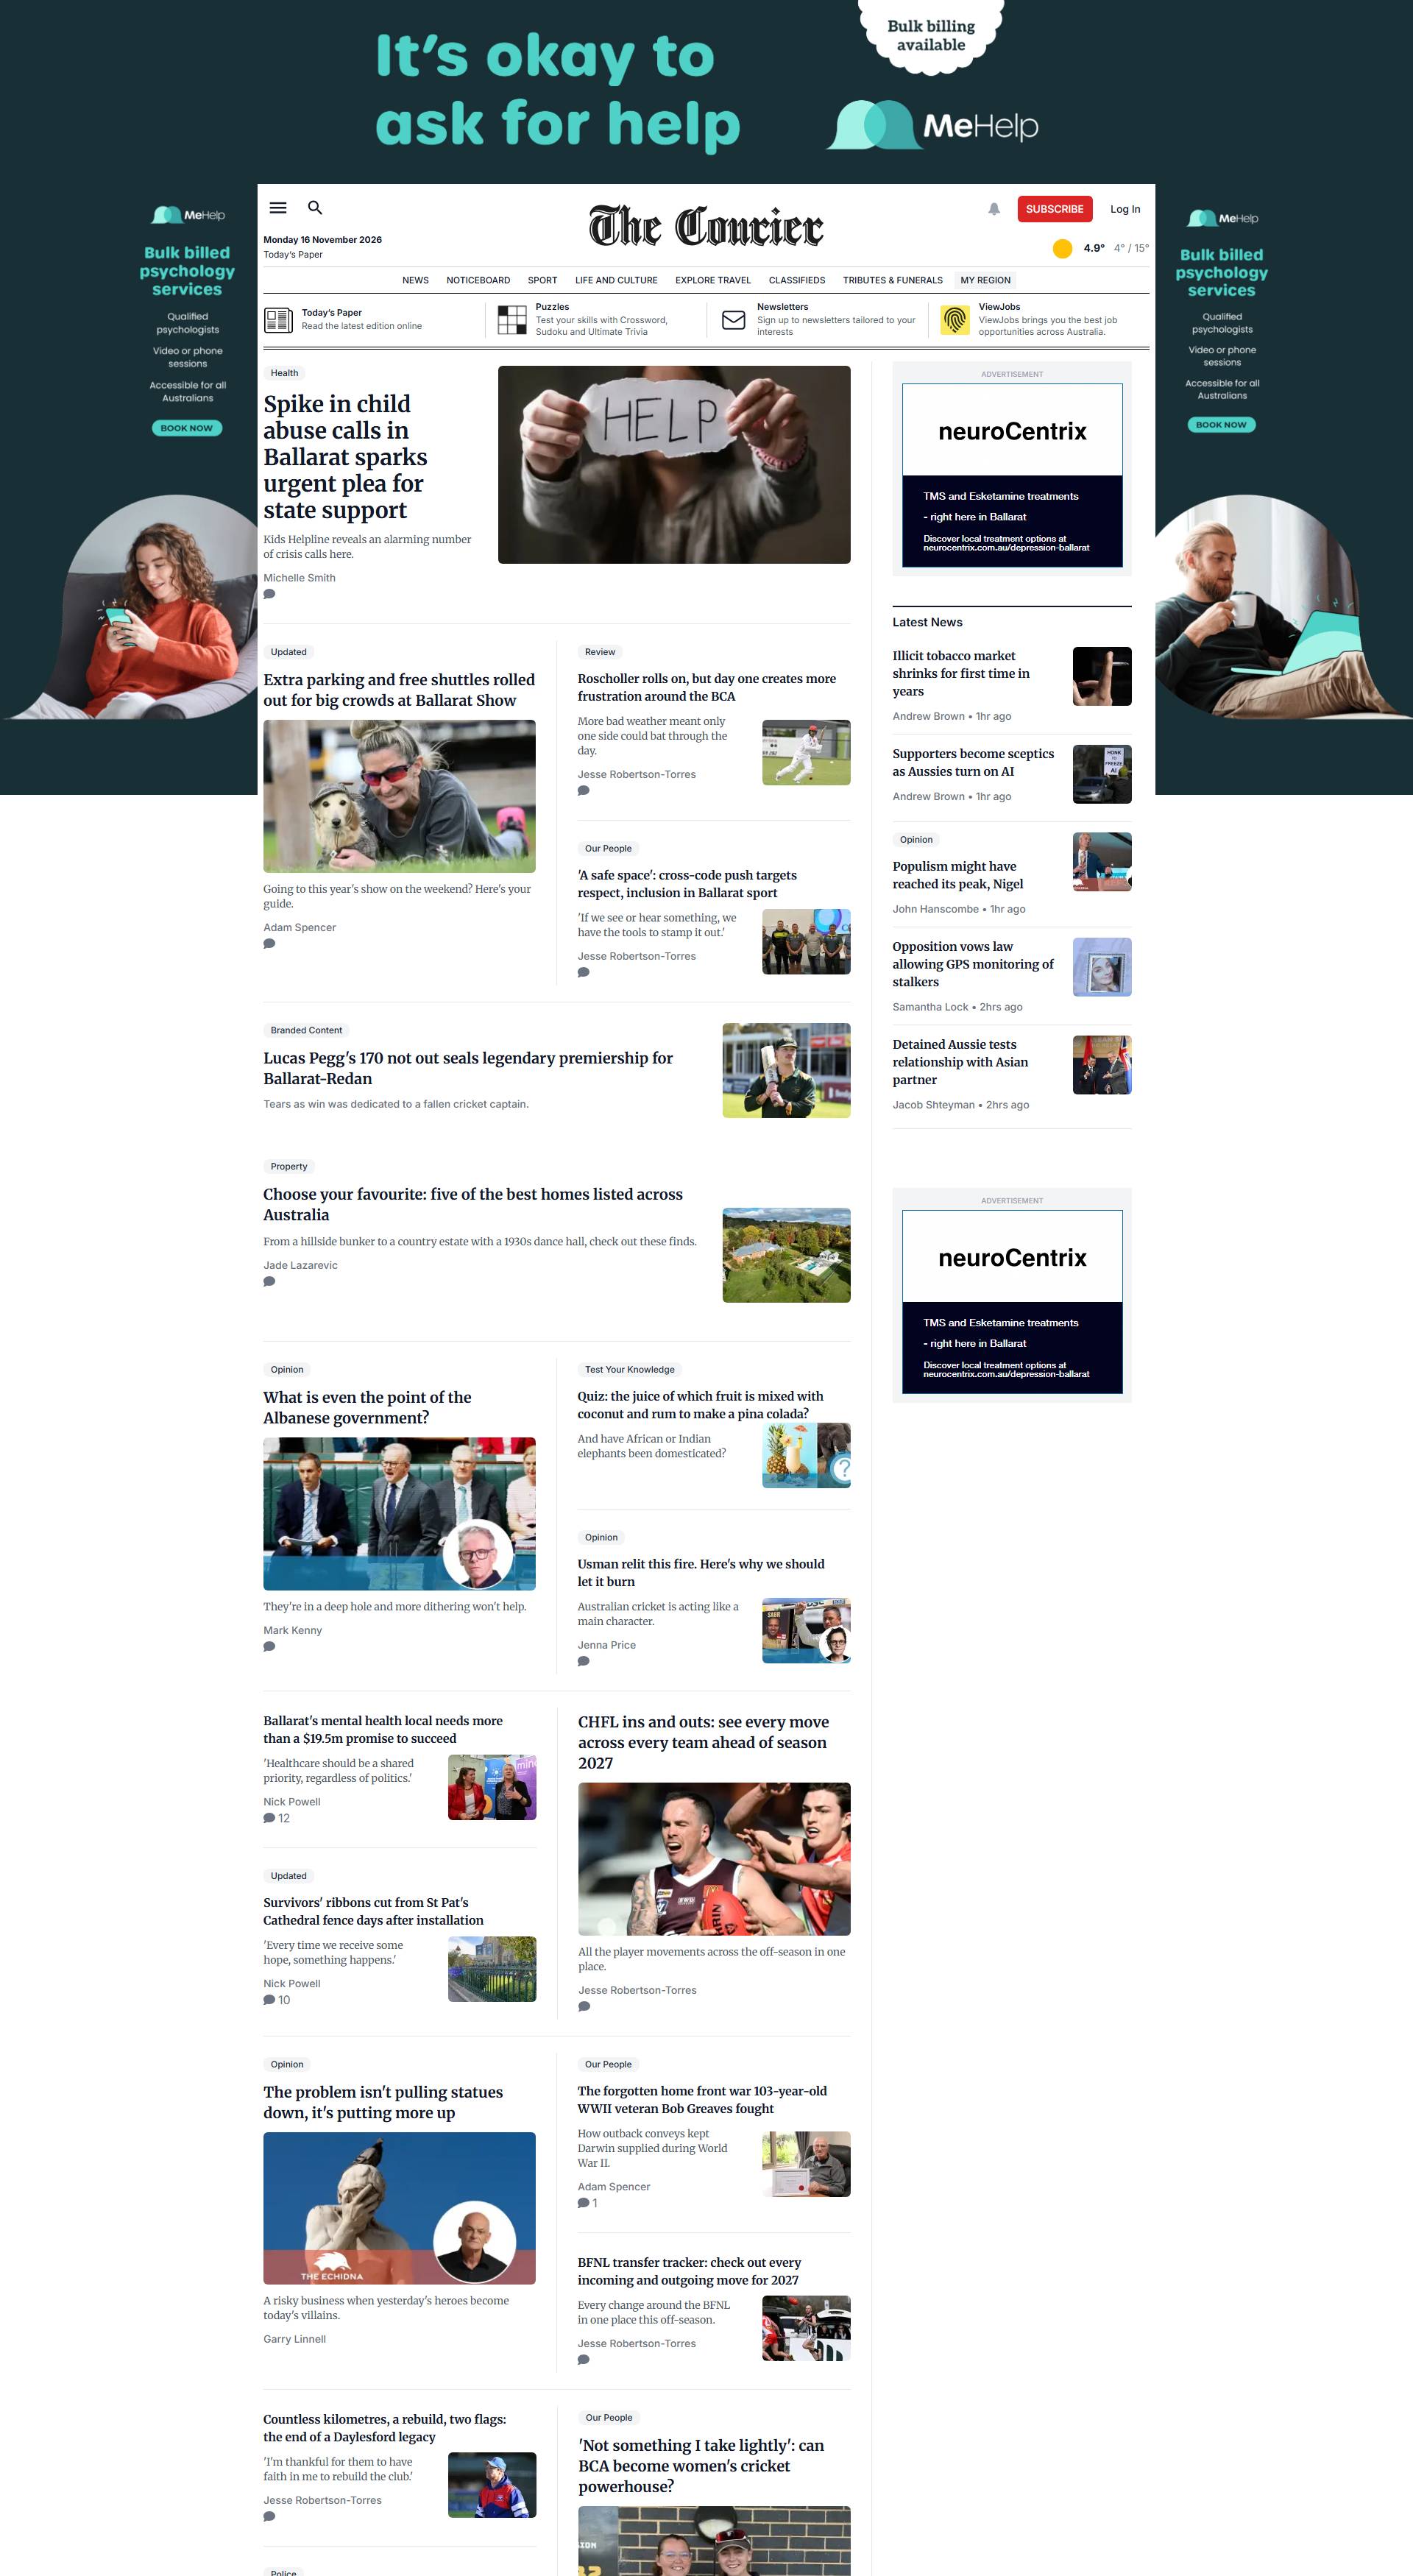 It's okay to
ask for help
Bulk billing
available
MeHelp
MeHelp
Bulk billed
psychology
services
Qualified
psychologists
Video or phone
sessions
Accessible for all
Australians
BOOK NOW
The Courier
SUBSCRIBE
Log In
Monday 16 November 2026
Today's Paper
4.9° 4° / 15°
NEWS NOTICEBOARD SPORT LIFE AND CULTURE EXPLORE TRAVEL CLASSIFIEDS TRIBUTES & FUNERALS MY REGION
Today's Paper
Read the latest edition online
Puzzles
Test your skills with Crossword,
Sudoku and Ultimate Trivia
Newsletters
Sign up to newsletters tailored to your
interests
ViewJobs
ViewJobs brings you the best job
opportunities across Australia.
MeHelp
Bulk billed
psychology
services
Qualified
psychologists
Video or phone
sessions
Accessible for all
Australians
BOOK NOW
Health
Spike in child
abuse calls in
Ballarat sparks
urgent plea for
state support
Kids Helpline reveals an alarming number
of crisis calls here.
Michelle Smith
HELP
Updated
Extra parking and free shuttles rolled
out for big crowds at Ballarat Show
Going to this year's show on the weekend? Here's your
guide.
Adam Spencer
Review
Roscholler rolls on, but day one creates more
frustration around the BCA
More bad weather meant only
one side could bat through the
day.
Jesse Robertson-Torres
Our People
'A safe space': cross-code push targets
respect, inclusion in Ballarat sport
'If we see or hear something, we
have the tools to stamp it out.'
Jesse Robertson-Torres
Branded Content
Lucas Pegg's 170 not out seals legendary premiership for
Ballarat-Redan
Tears as win was dedicated to a fallen cricket captain.
Property
Choose your favourite: five of the best homes listed across
Australia
From a hillside bunker to a country estate with a 1930s dance hall, check out these finds.
Jade Lazarevic
Opinion
What is even the point of the
Albanese government?
They're in a deep hole and more dithering won't help.
Mark Kenny
Test Your Knowledge
Quiz: the juice of which fruit is mixed with
coconut and rum to make a pina colada?
And have African or Indian
elephants been domesticated?
?
Opinion
Usman relit this fire. Here's why we should
let it burn
Australian cricket is acting like a
main character.
Jenna Price
Ballarat's mental health local needs more
than a $19.5m promise to succeed
'Healthcare should be a shared
priority, regardless of politics.'
Nick Powell
12
Updated
Survivors' ribbons cut from St Pat's
Cathedral fence days after installation
'Every time we receive some
hope, something happens.'
Nick Powell
10
CHFL ins and outs: see every move
across every team ahead of season
2027
All the player movements across the off-season in one
place.
Jesse Robertson-Torres
Opinion
The problem isn't pulling statues
down, it's putting more up
THE ECHIDNA
A risky business when yesterday's heroes become
today's villains.
Garry Linnell
Our People
The forgotten home front war 103-year-old
WWII veteran Bob Greaves fought
How outback conveys kept
Darwin supplied during World
War II.
Adam Spencer
1
BFNL transfer tracker: check out every
incoming and outgoing move for 2027
Every change around the BFNL
in one place this off-season.
Jesse Robertson-Torres
Countless kilometres, a rebuild, two flags:
the end of a Daylesford legacy
'I'm thankful for them to have
faith in me to rebuild the club.'
Jesse Robertson-Torres
Police
Our People
'Not something I take lightly': can
BCA become women's cricket
powerhouse?
ADVERTISEMENT
neuroCentrix
TMS and Esketamine treatments
- right here in Ballarat
Discover local treatment options at
neurocentrix.com.au/depression-ballarat
Latest News
Illicit tobacco market
shrinks for first time in
years
Andrew Brown • 1hr ago
Supporters become sceptics
as Aussies turn on AI
Andrew Brown • 1hr ago
HONK
TO
FREEZE
AI
Opinion
Populism might have
reached its peak, Nigel
John Hanscombe • 1hr ago
Opposition vows law
allowing GPS monitoring of
stalkers
Samantha Lock • 2hrs ago
Detained Aussie tests
relationship with Asian
partner
Jacob Shteyman • 2hrs ago
ADVERTISEMENT
neuroCentrix
TMS and Esketamine treatments
- right here in Ballarat
Discover local treatment options at
neurocentrix.com.au/depression-ballarat